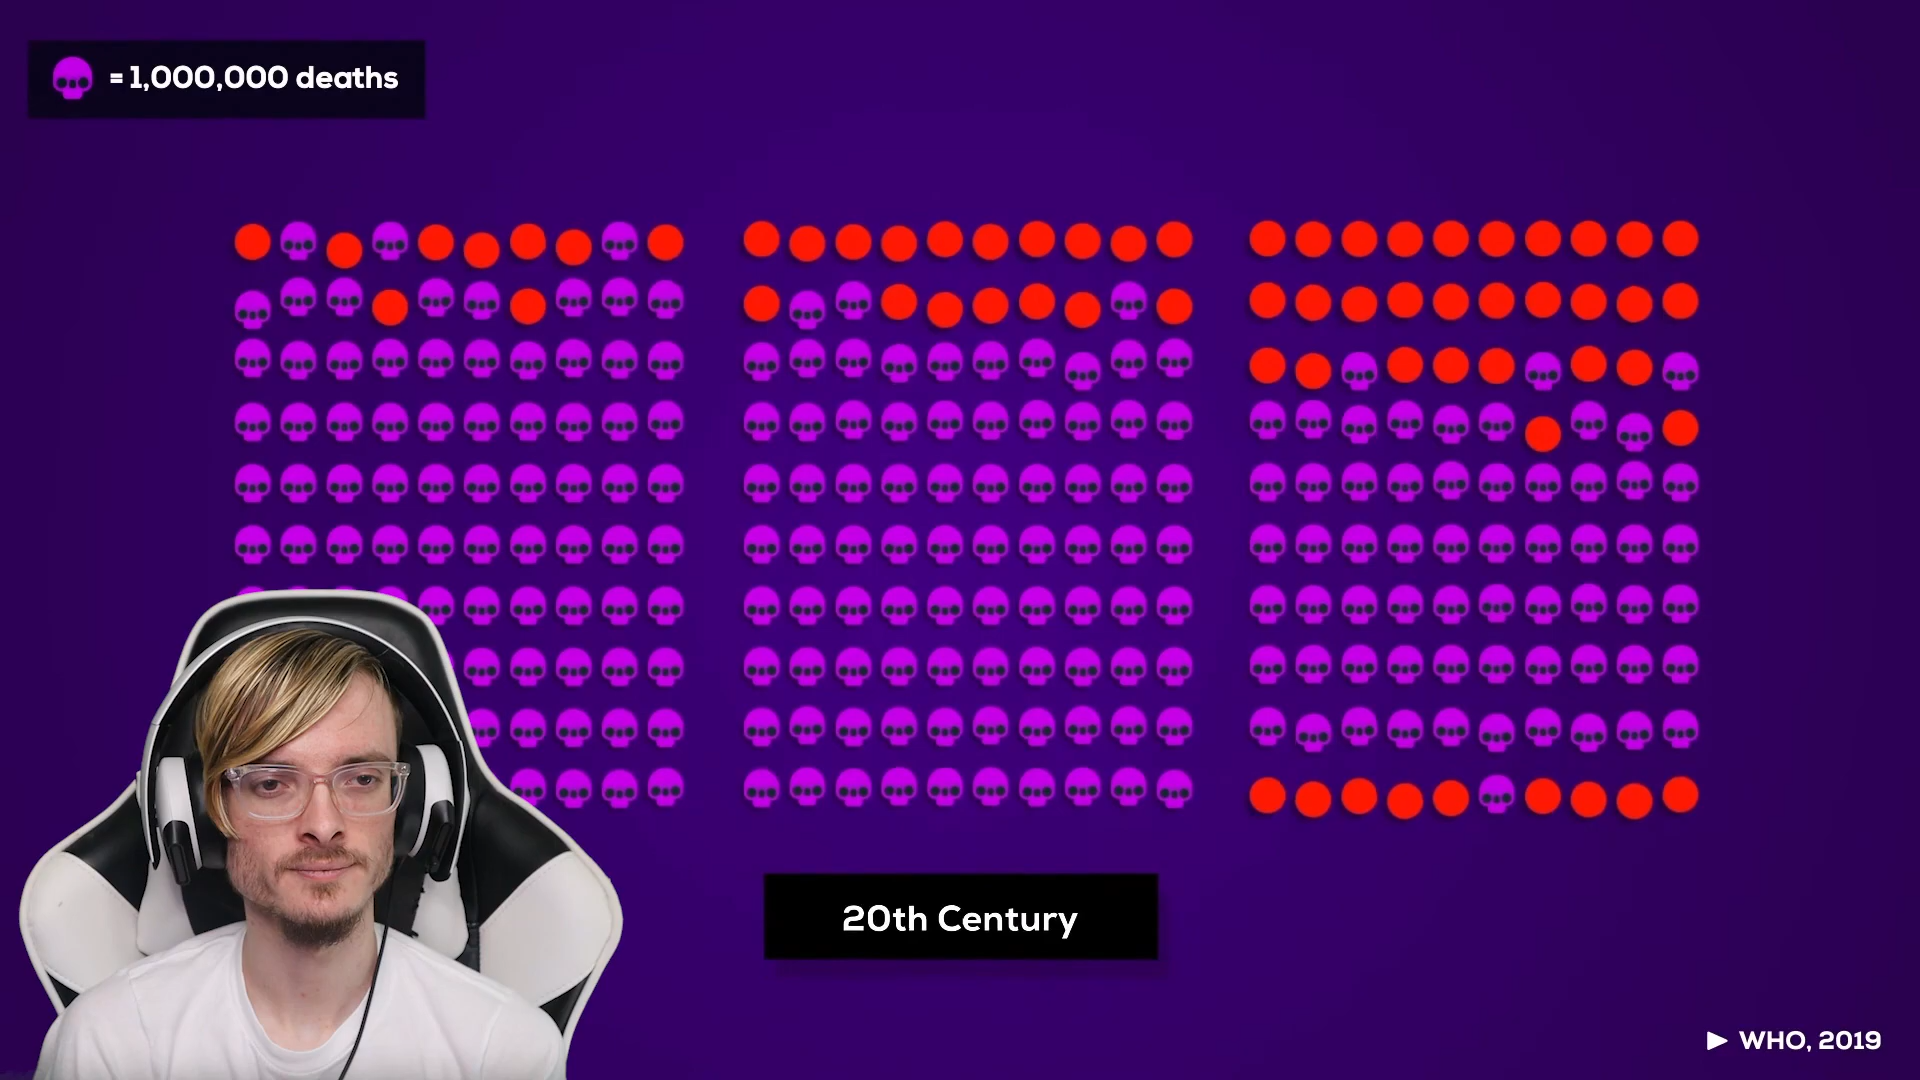 = 1,000,000 deaths
20th Century
▶ WHO, 2019